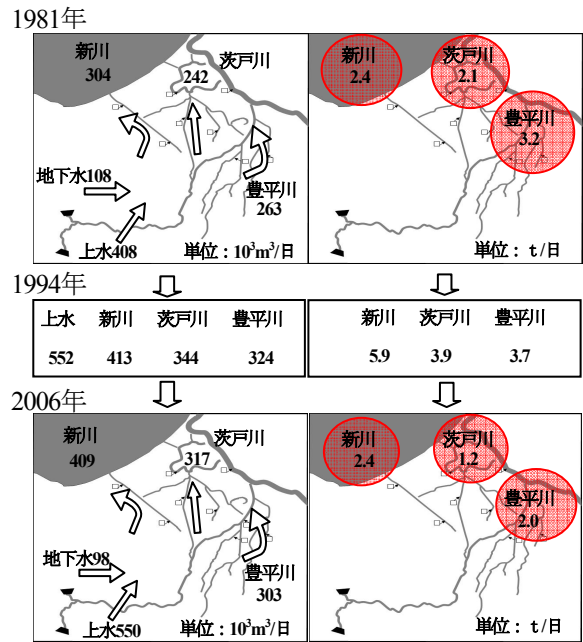 1981年
新川
304
242
茨戸川
地下水108
上水408
豊平川
263
単位：10³m³/日
新川
2.4
茨戸川
2.1
豊平川
3.2
単位：t/日
1994年
上水 新川 茨戸川 豊平川
552 413 344 324
新川 茨戸川 豊平川
5.9 3.9 3.7
2006年
新川
409
317
茨戸川
地下水98
上水550
豊平川
303
単位：10³m³/日
新川
2.4
茨戸川
1.2
豊平川
2.0
単位：t/日